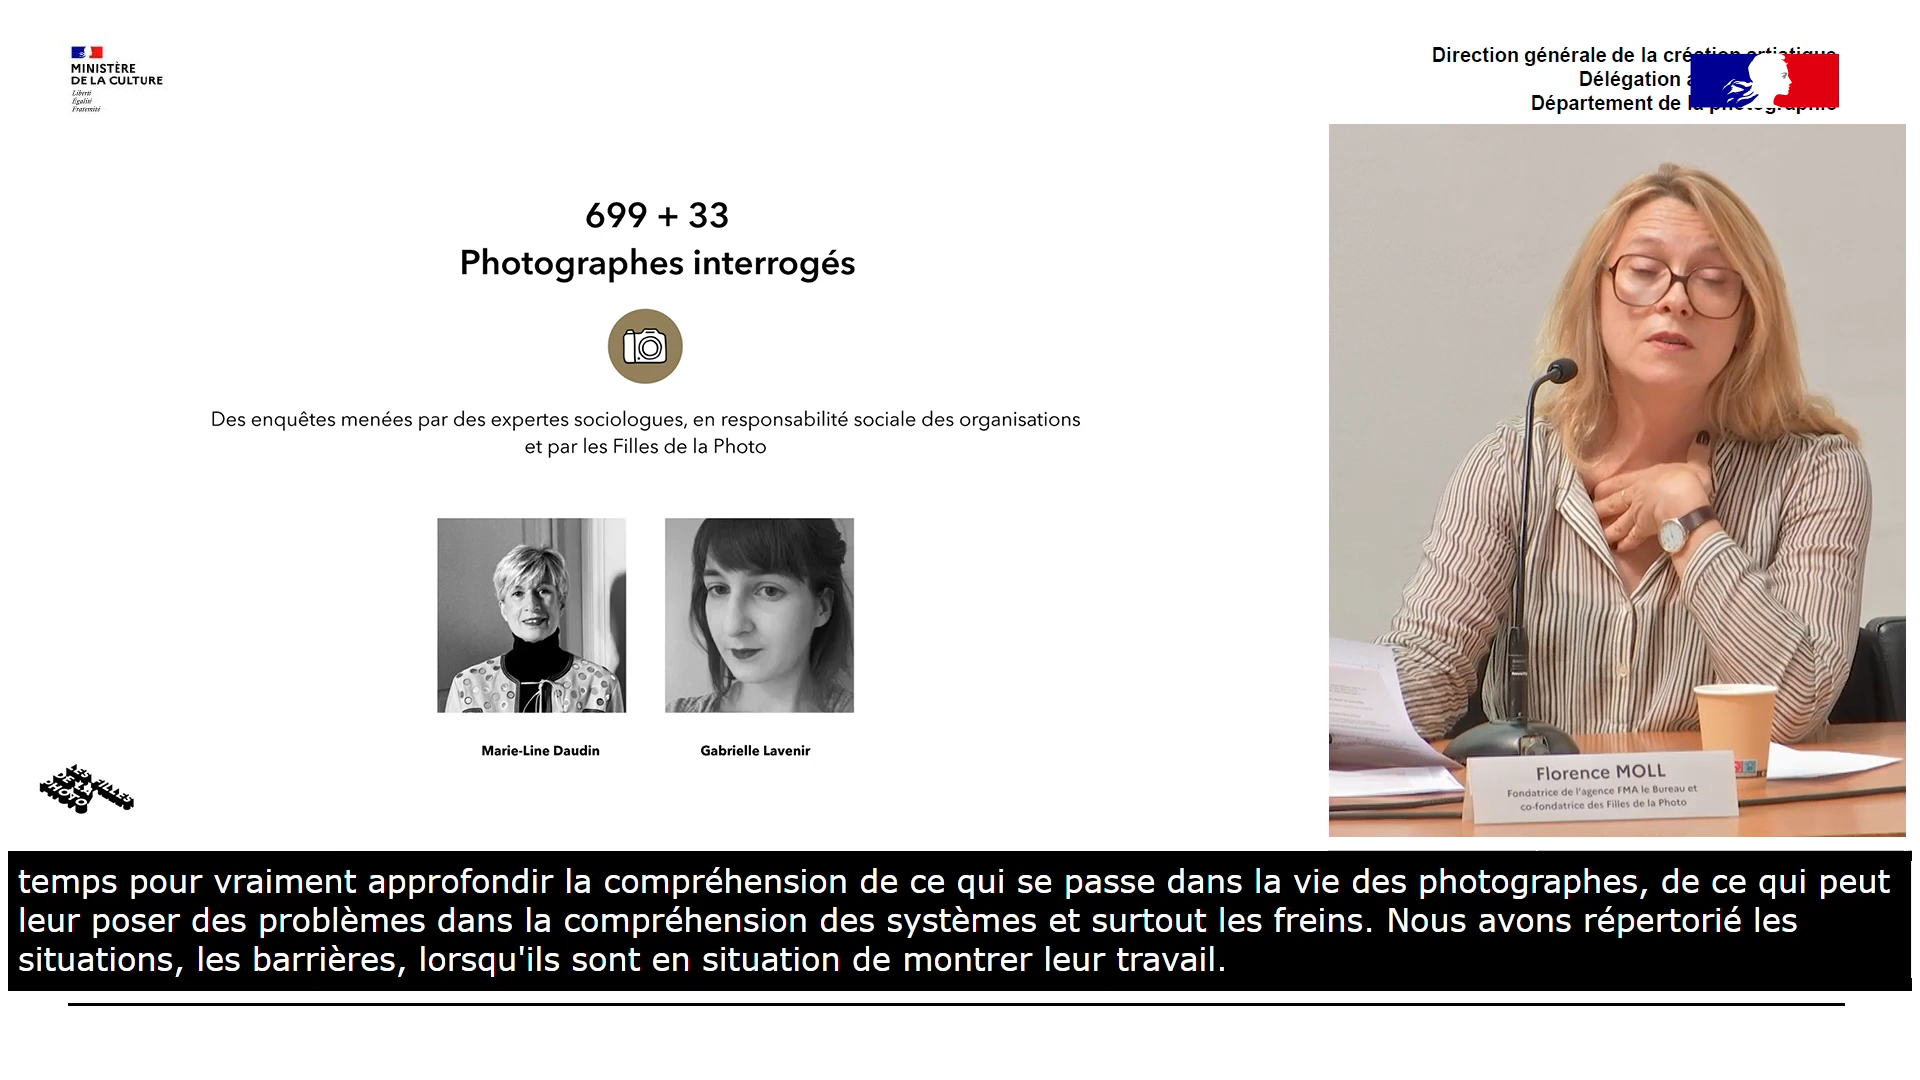 MINISTÈRE
DE LA CULTURE
Liberté
Égalité
Fraternité
Direction générale de la création artistique
Délégation
Département de la photographie
699 + 33
Photographes interrogés
Des enquêtes menées par des expertes sociologues, en responsabilité sociale des organisations
et par les Filles de la Photo
Marie-Line Daudin
Gabrielle Lavenir
LES FILLES
DE LA
PHOTO
Florence MOLL
Fondatrice de l'agence FMA le Bureau et
co-fondatrice des Filles de la Photo
temps pour vraiment approfondir la compréhension de ce qui se passe dans la vie des photographes, de ce qui peut
leur poser des problèmes dans la compréhension des systèmes et surtout les freins. Nous avons répertorié les
situations, les barrières, lorsqu'ils sont en situation de montrer leur travail.